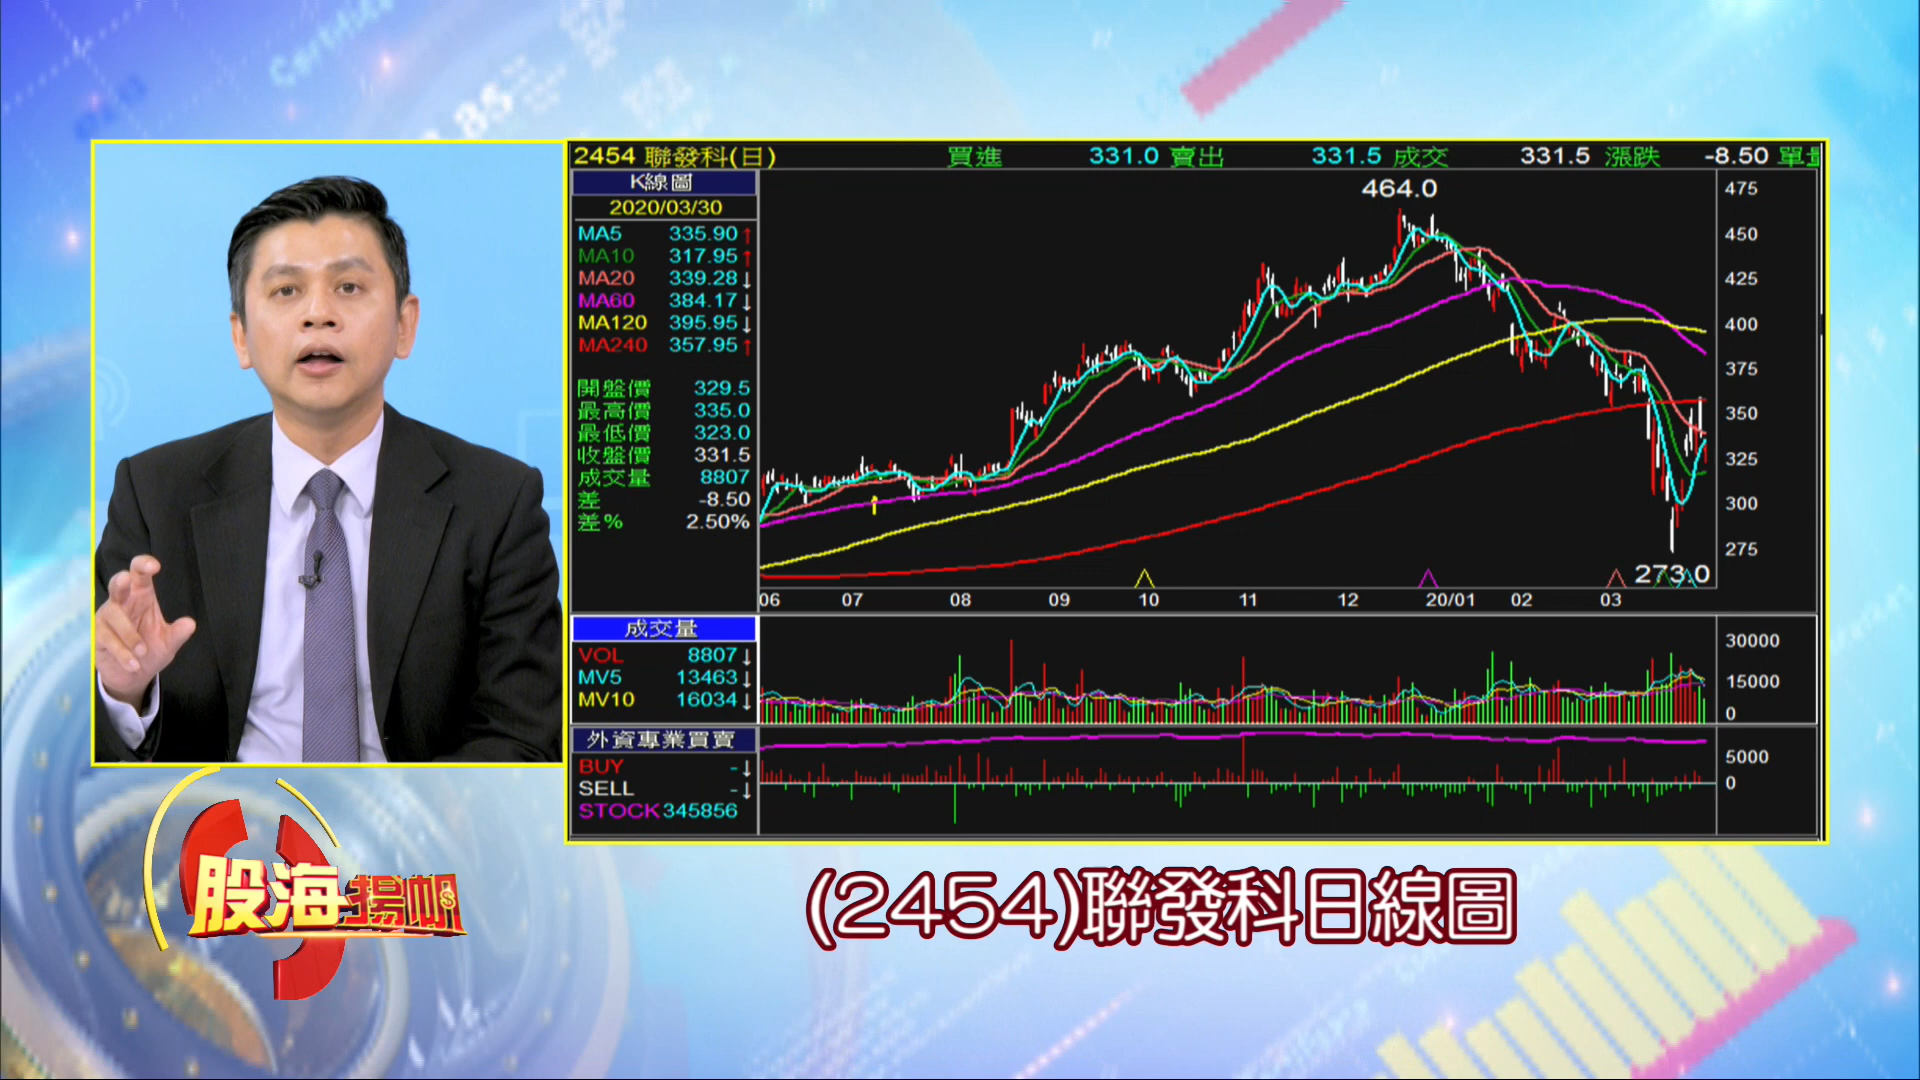 2454 聯發科(日) 買進 331.0 賣出 331.5 成交 331.5 漲跌 -8.50 單量
K線圖
2020/03/30
MA5 335.90↑
MA10 317.95↑
MA20 339.28↓
MA60 384.17↓
MA120 395.95↓
MA240 357.95↑
開盤價 329.5
最高價 335.0
最低價 323.0
收盤價 331.5
成交量 8807
差 -8.50
差% 2.50%
464.0
273.0
475
450
425
400
375
350
325
300
275
06 07 08 09 10 11 12 20/01 02 03
成交量
VOL 8807↓
MV5 13463↓
MV10 16034↓
30000
15000
0
外資專業買賣
BUY -↓
SELL -↓
STOCK 345856
5000
0
股海揚帆
(2454)聯發科日線圖